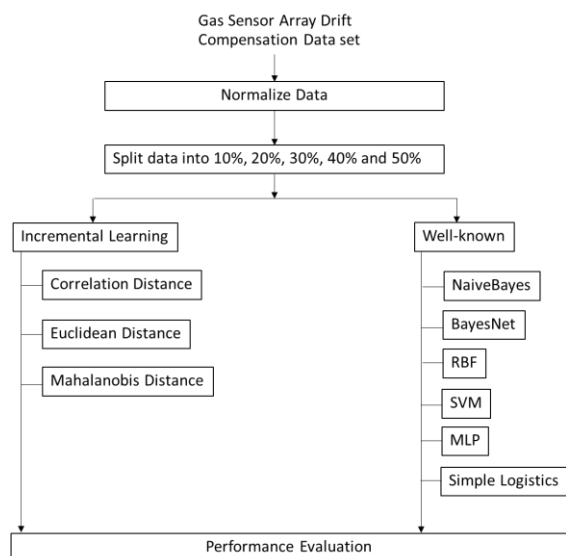 Gas Sensor Array Drift
Compensation Data set
Normalize Data
Split data into 10%, 20%, 30%, 40% and 50%
Incremental Learning
Correlation Distance
Euclidean Distance
Mahalanobis Distance
Well-known
NaiveBayes
BayesNet
RBF
SVM
MLP
Simple Logistics
Performance Evaluation